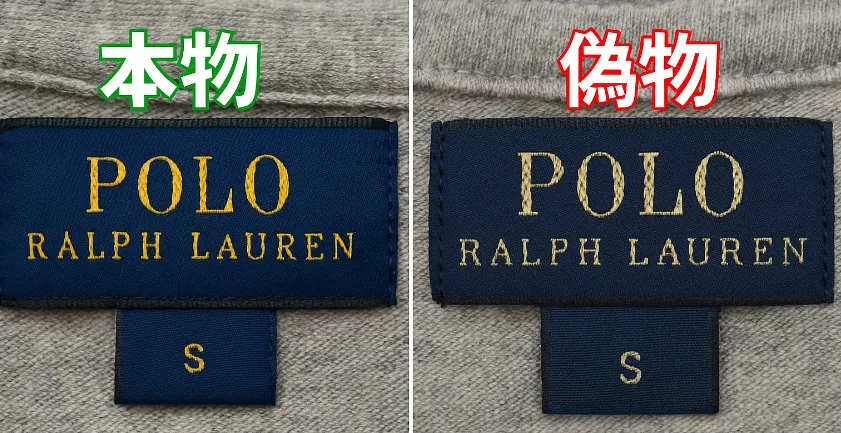 本物
POLO
RALPH LAUREN
S
偽物
POLO
RALPH LAUREN
S